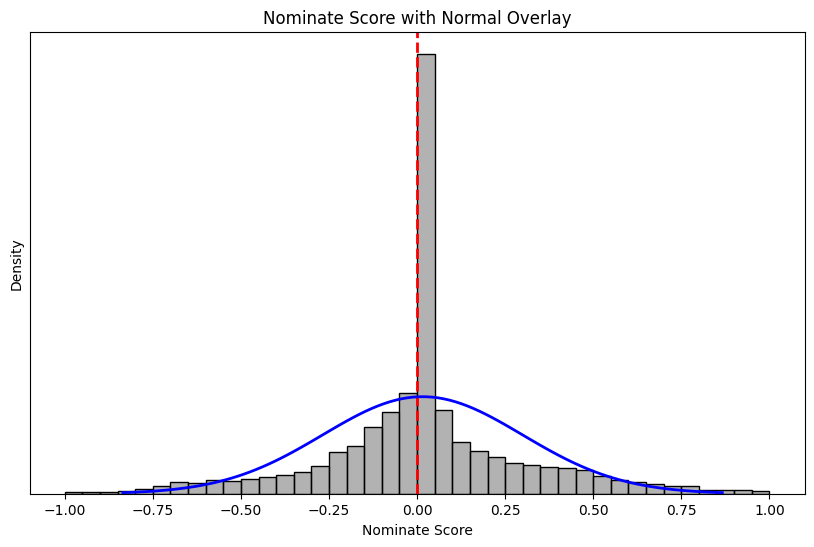 Nominate Score with Normal Overlay
Density
−1.00 −0.75 −0.50 −0.25 0.00 0.25 0.50 0.75 1.00
Nominate Score